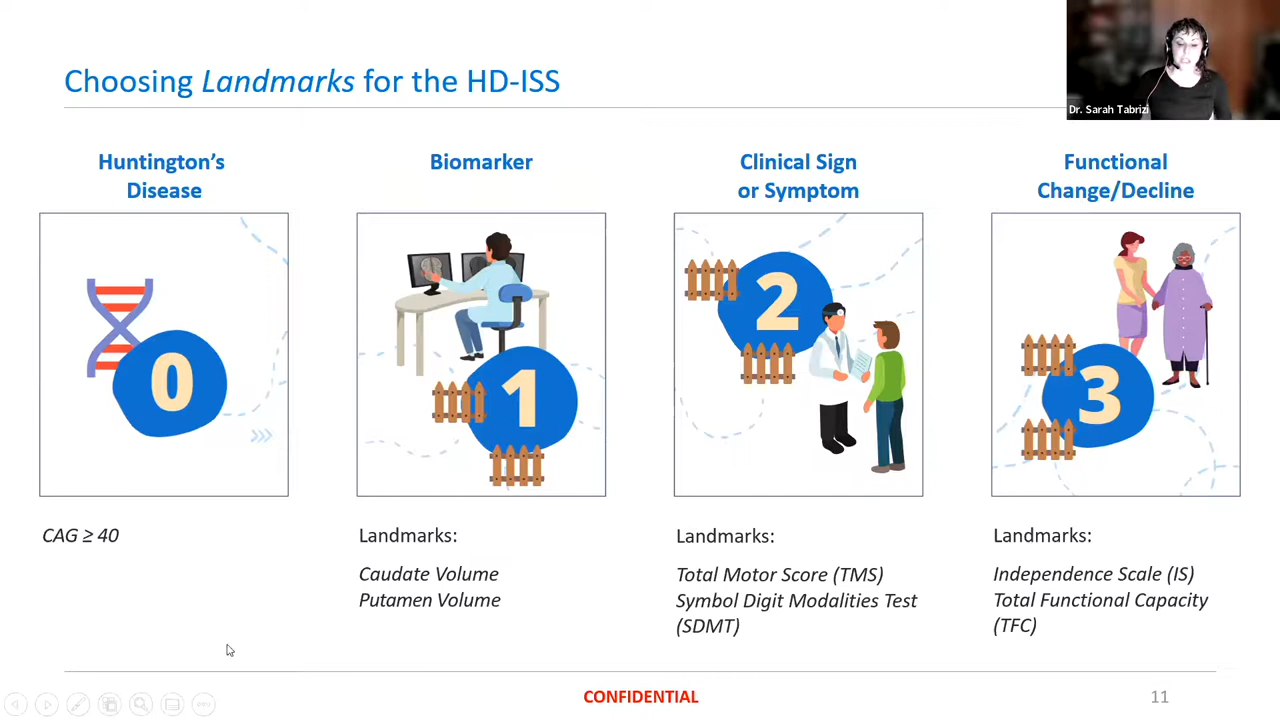 Choosing Landmarks for the HD-ISS
Dr. Sarah Tabrizi
Huntington's
Disease
0
CAG ≥ 40
Biomarker
1
Landmarks:
Caudate Volume
Putamen Volume
Clinical Sign
or Symptom
2
Landmarks:
Total Motor Score (TMS)
Symbol Digit Modalities Test
(SDMT)
Functional
Change/Decline
3
Landmarks:
Independence Scale (IS)
Total Functional Capacity
(TFC)
CONFIDENTIAL
11